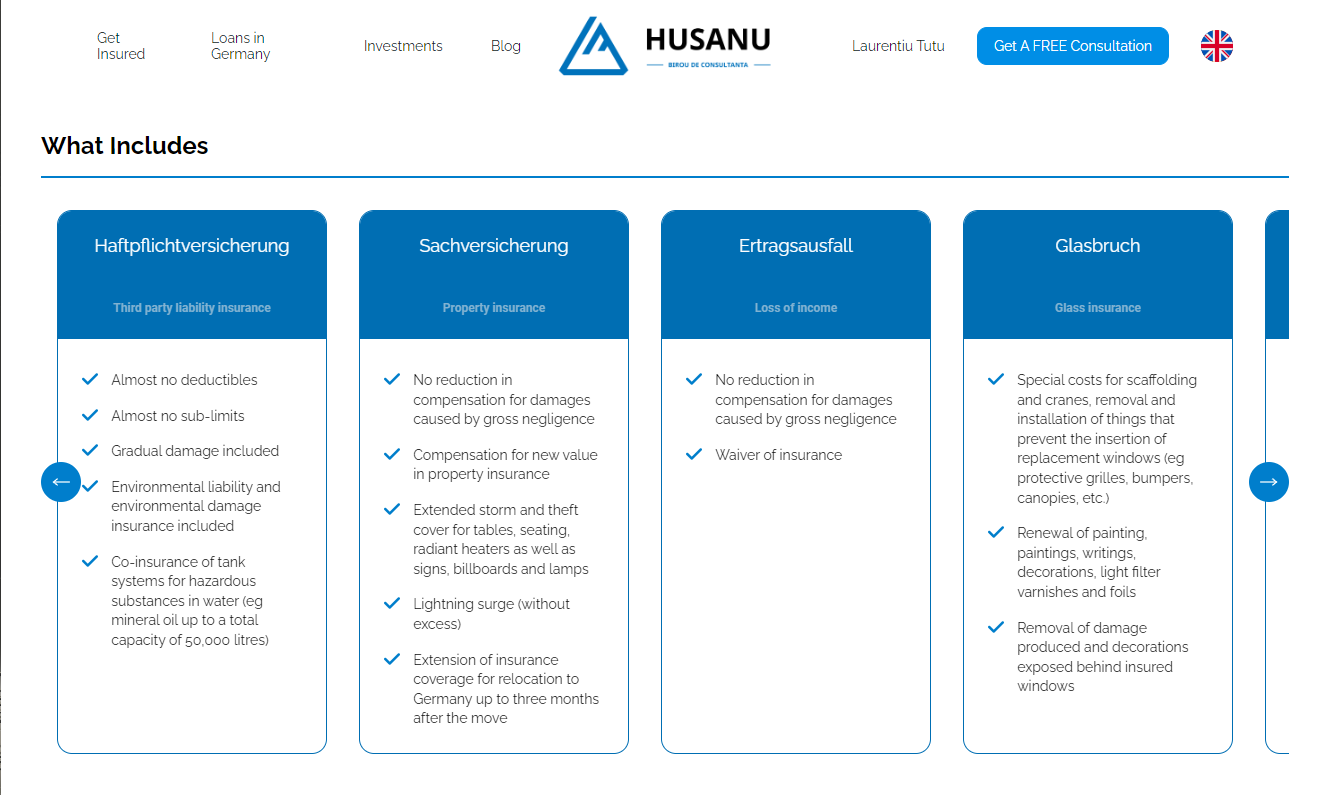 Get
Insured
Loans in
Germany
Investments
Blog
HUSANU
BIROU DE CONSULTANTA
Laurentiu Tutu
Get A FREE Consultation
What Includes
Haftpflichtversicherung
Third party liability insurance
Almost no deductibles
Almost no sub-limits
Gradual damage included
Environmental liability and
environmental damage
insurance included
Co-insurance of tank
systems for hazardous
substances in water (eg
mineral oil up to a total
capacity of 50,000 litres)
Sachversicherung
Property insurance
No reduction in
compensation for damages
caused by gross negligence
Compensation for new value
in property insurance
Extended storm and theft
cover for tables, seating,
radiant heaters as well as
signs, billboards and lamps
Lightning surge (without
excess)
Extension of insurance
coverage for relocation to
Germany up to three months
after the move
Ertragsausfall
Loss of income
No reduction in
compensation for damages
caused by gross negligence
Waiver of insurance
Glasbruch
Glass insurance
Special costs for scaffolding
and cranes, removal and
installation of things that
prevent the insertion of
replacement windows (eg
protective grilles, bumpers,
canopies, etc.)
Renewal of painting,
paintings, writings,
decorations, light filter
varnishes and foils
Removal of damage
produced and decorations
exposed behind insured
windows